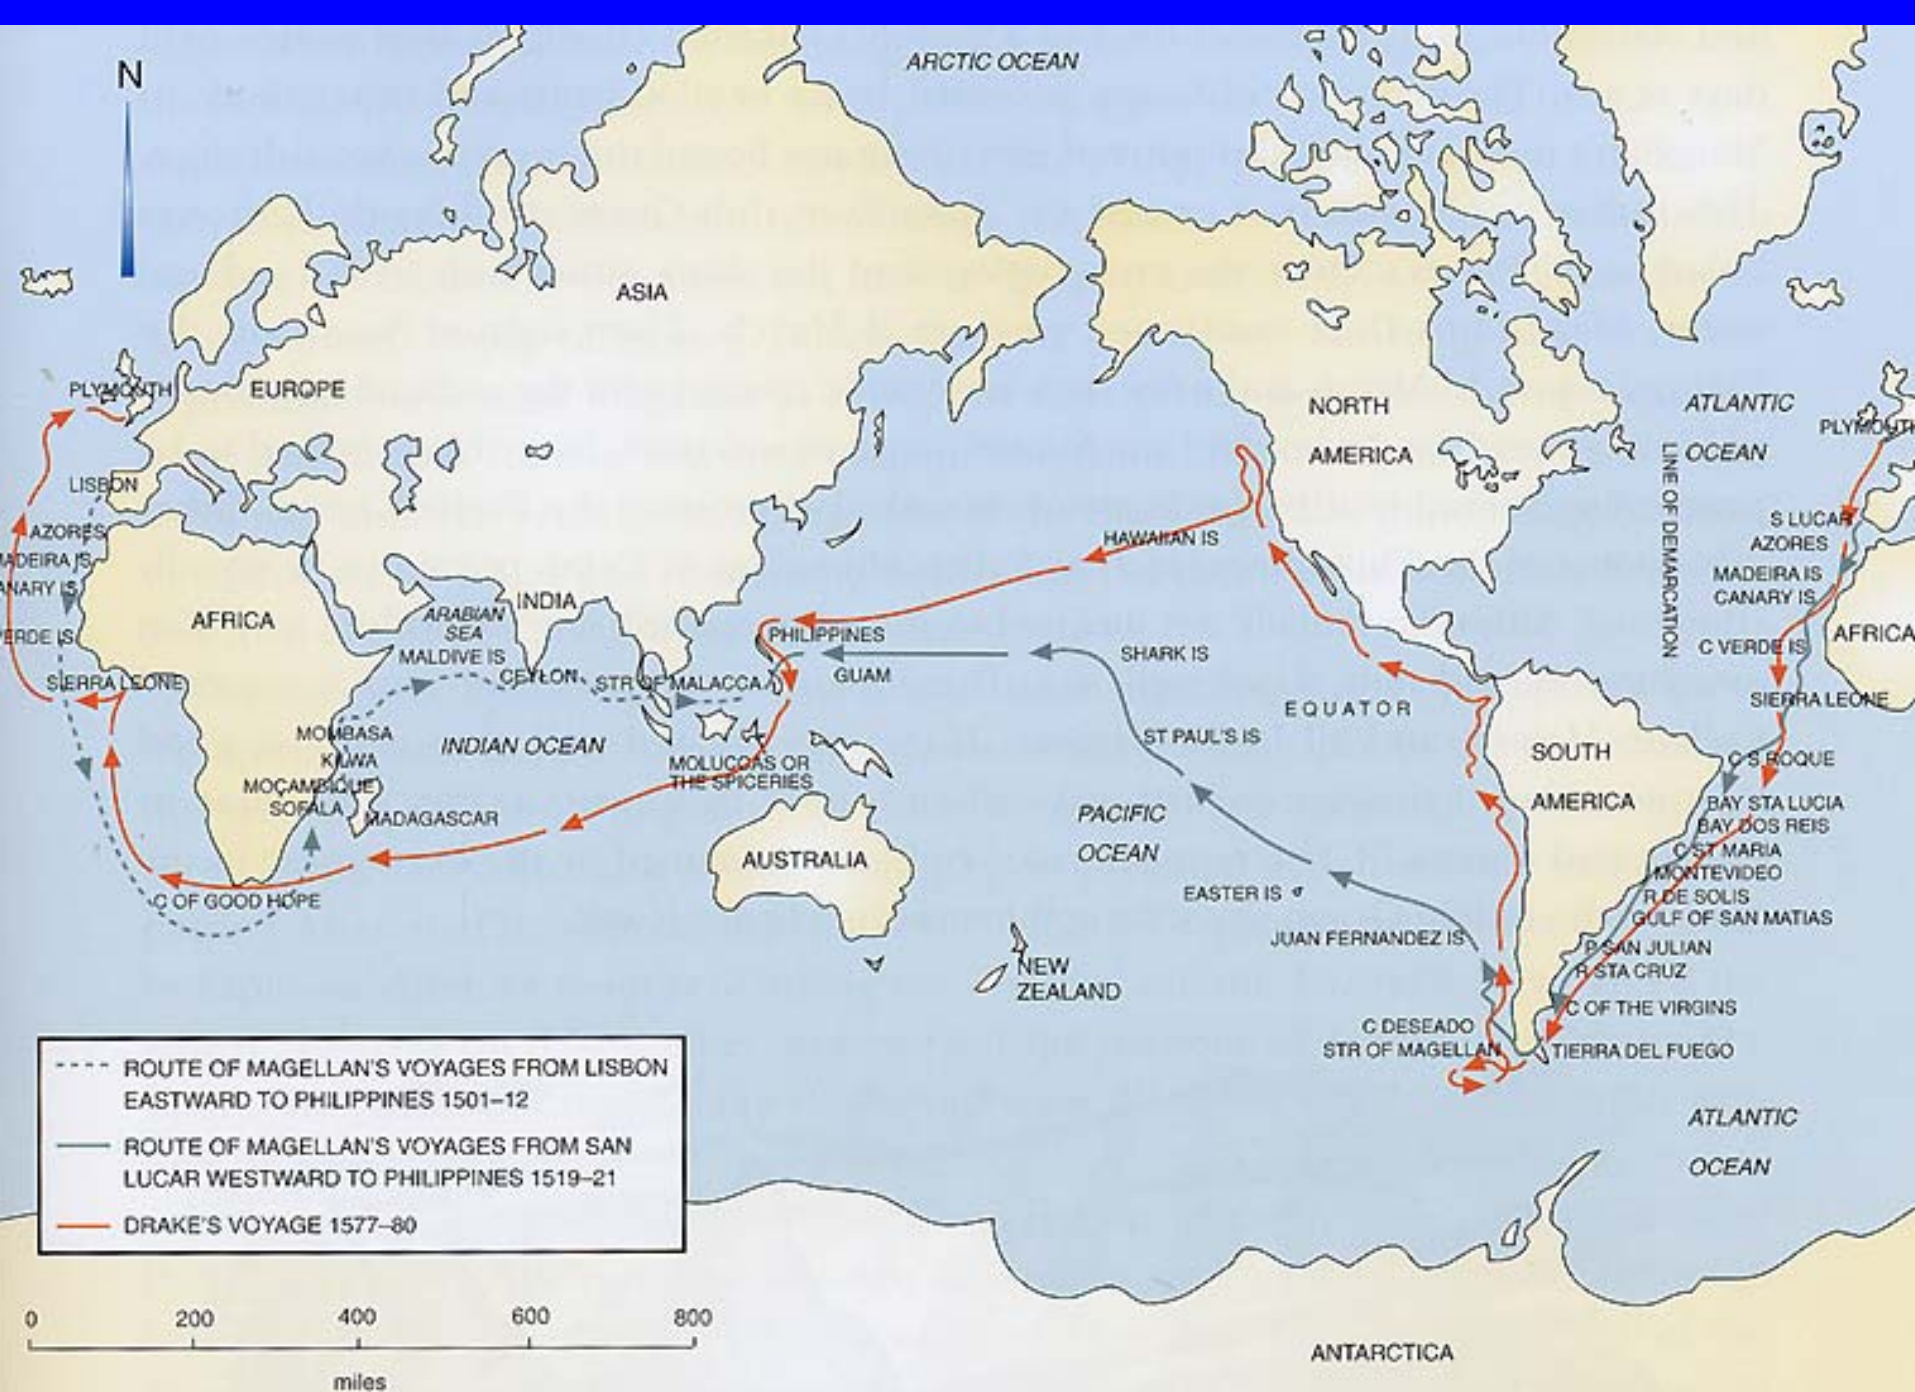 N
ARCTIC OCEAN
ASIA
PLYMOUTH
EUROPE
LISBON
AZORES
MADEIRA IS
CANARY IS
VERDE IS
SIERRA LEONE
AFRICA
ARABIAN
SEA
INDIA
MALDIVE IS
CEYLON
STR OF MALACCA
PHILIPPINES
GUAM
MOMBASA
KILWA
MOÇAMBIQUE
SOFALA
MADAGASCAR
INDIAN OCEAN
MOLUCCAS OR
THE SPICERIES
C OF GOOD HOPE
AUSTRALIA
NEW
ZEALAND
HAWAIIAN IS
SHARK IS
EQUATOR
ST PAUL'S IS
PACIFIC
OCEAN
EASTER IS
JUAN FERNANDEZ IS
C DESEADO
STR OF MAGELLAN
NORTH
AMERICA
SOUTH
AMERICA
ATLANTIC
OCEAN
LINE OF DEMARCATION
PLYMOUTH
S LUCAR
AZORES
MADEIRA IS
CANARY IS
C VERDE IS
AFRICA
SIERRA LEONE
C S ROQUE
BAY STA LUCIA
BAY DOS REIS
C ST MARIA
MONTEVIDEO
R DE SOLIS
GULF OF SAN MATIAS
P SAN JULIAN
R STA CRUZ
C OF THE VIRGINS
TIERRA DEL FUEGO
ATLANTIC
OCEAN
ROUTE OF MAGELLAN'S VOYAGES FROM LISBON
EASTWARD TO PHILIPPINES 1501–12
ROUTE OF MAGELLAN'S VOYAGES FROM SAN
LUCAR WESTWARD TO PHILIPPINES 1519–21
DRAKE'S VOYAGE 1577–80
0 200 400 600 800
miles
ANTARCTICA